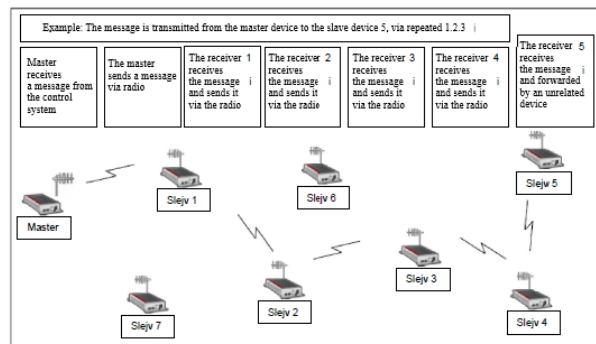 Example: The message is transmitted from the master device to the slave device 5, via repeated 1.2.3 i
Master
receives
a message from
the control
system
The master
sends a message
via radio
The receiver 1
receives
the message i
and sends it
via the radio
The receiver 2
receives
the message i
and sends it
via the radio
The receiver 3
receives
the message i
and sends it
via the radio
The receiver 4
receives
the message i
and sends it
via the radio
The receiver 5
receives
the message i
and forwarded
by an unrelated
device
Master
Slejv 1
Slejv 6
Slejv 5
Slejv 7
Slejv 2
Slejv 3
Slejv 4